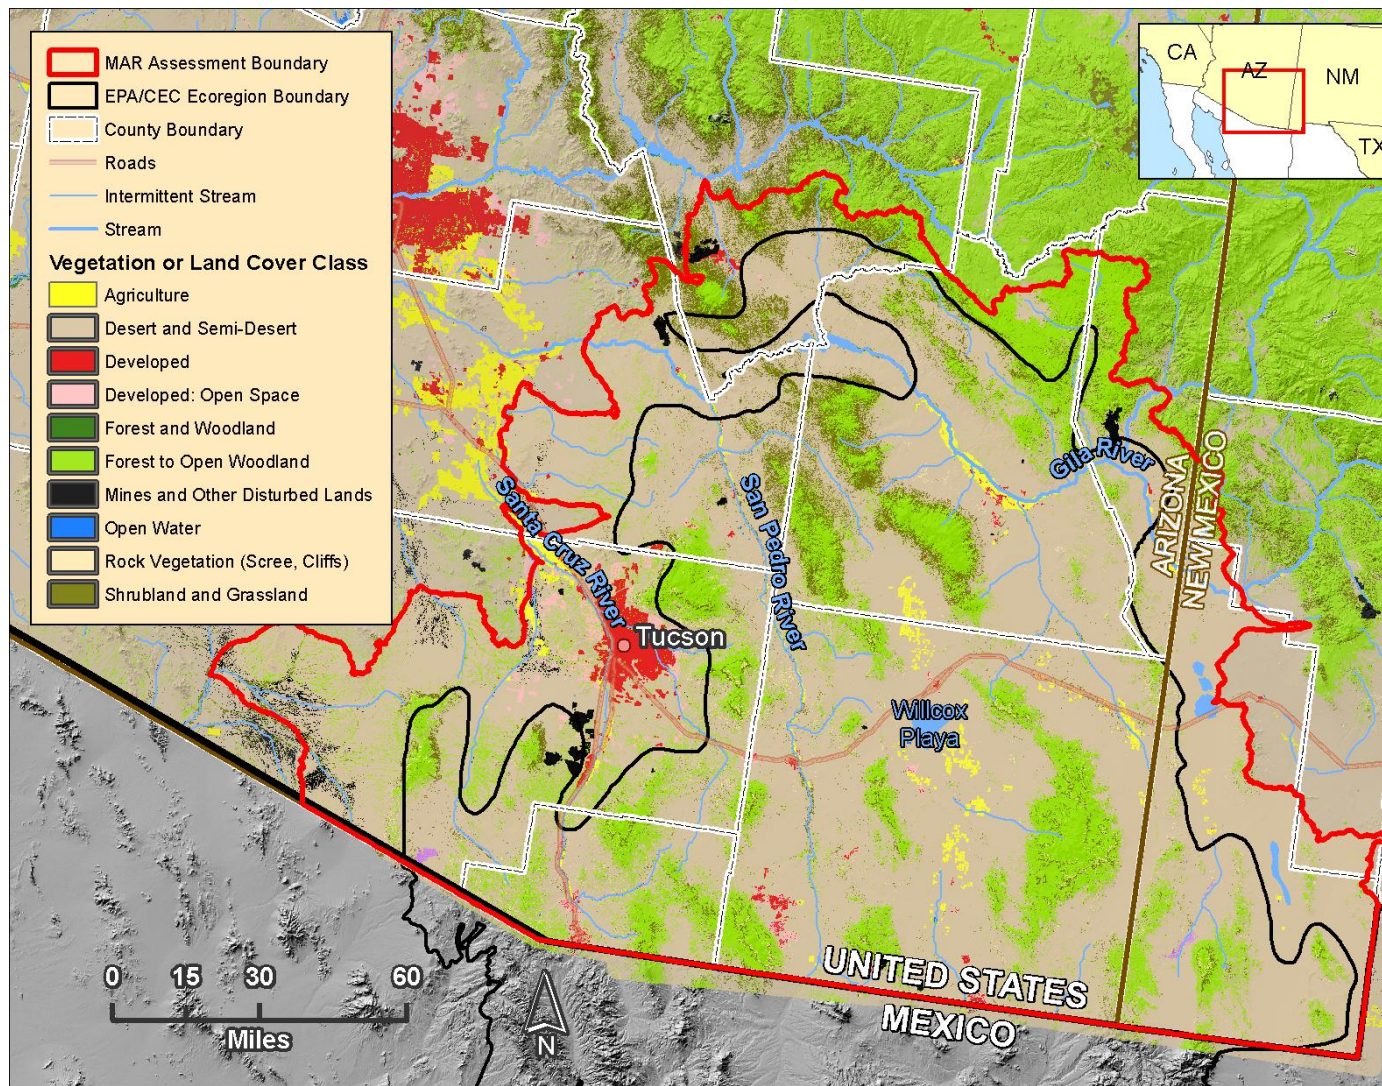 MAR Assessment Boundary
EPA/CEC Ecoregion Boundary
County Boundary
Roads
Intermittent Stream
Stream
Vegetation or Land Cover Class
Agriculture
Desert and Semi-Desert
Developed
Developed: Open Space
Forest and Woodland
Forest to Open Woodland
Mines and Other Disturbed Lands
Open Water
Rock Vegetation (Scree, Cliffs)
Shrubland and Grassland
CA
AZ
NM
TX
Gila River
ARIZONA
NEW MEXICO
Santa Cruz River
San Pedro River
Tucson
Willcox
Playa
UNITED STATES
MEXICO
0 15 30 60
Miles
N